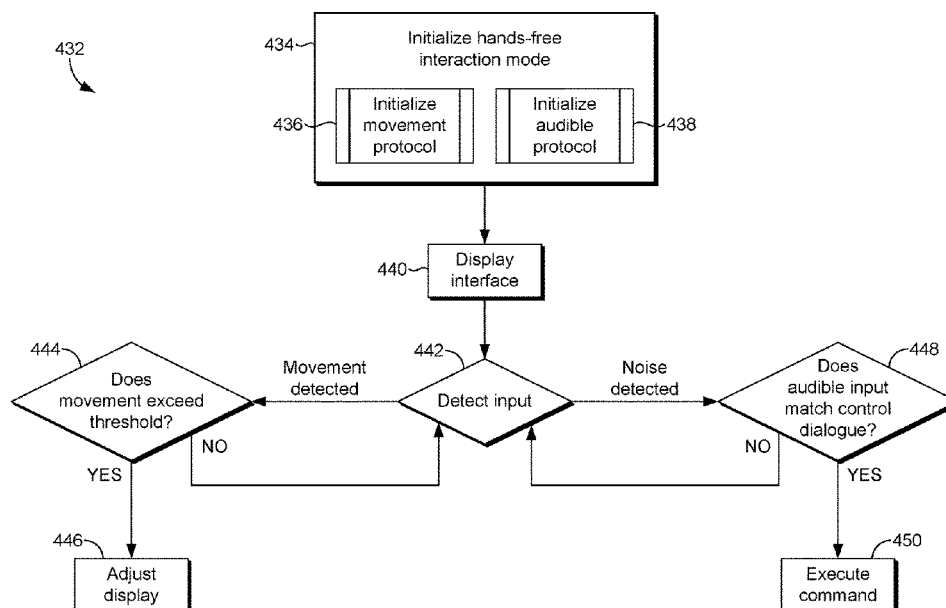 432
434
Initialize hands-free
interaction mode
436
Initialize
movement
protocol
Initialize
audible
protocol
438
440
Display
interface
444
Does
movement exceed
threshold?
Movement
detected
442
Detect input
Noise
detected
448
Does
audible input
match control
dialogue?
NO
YES
NO
YES
446
Adjust
display
450
Execute
command